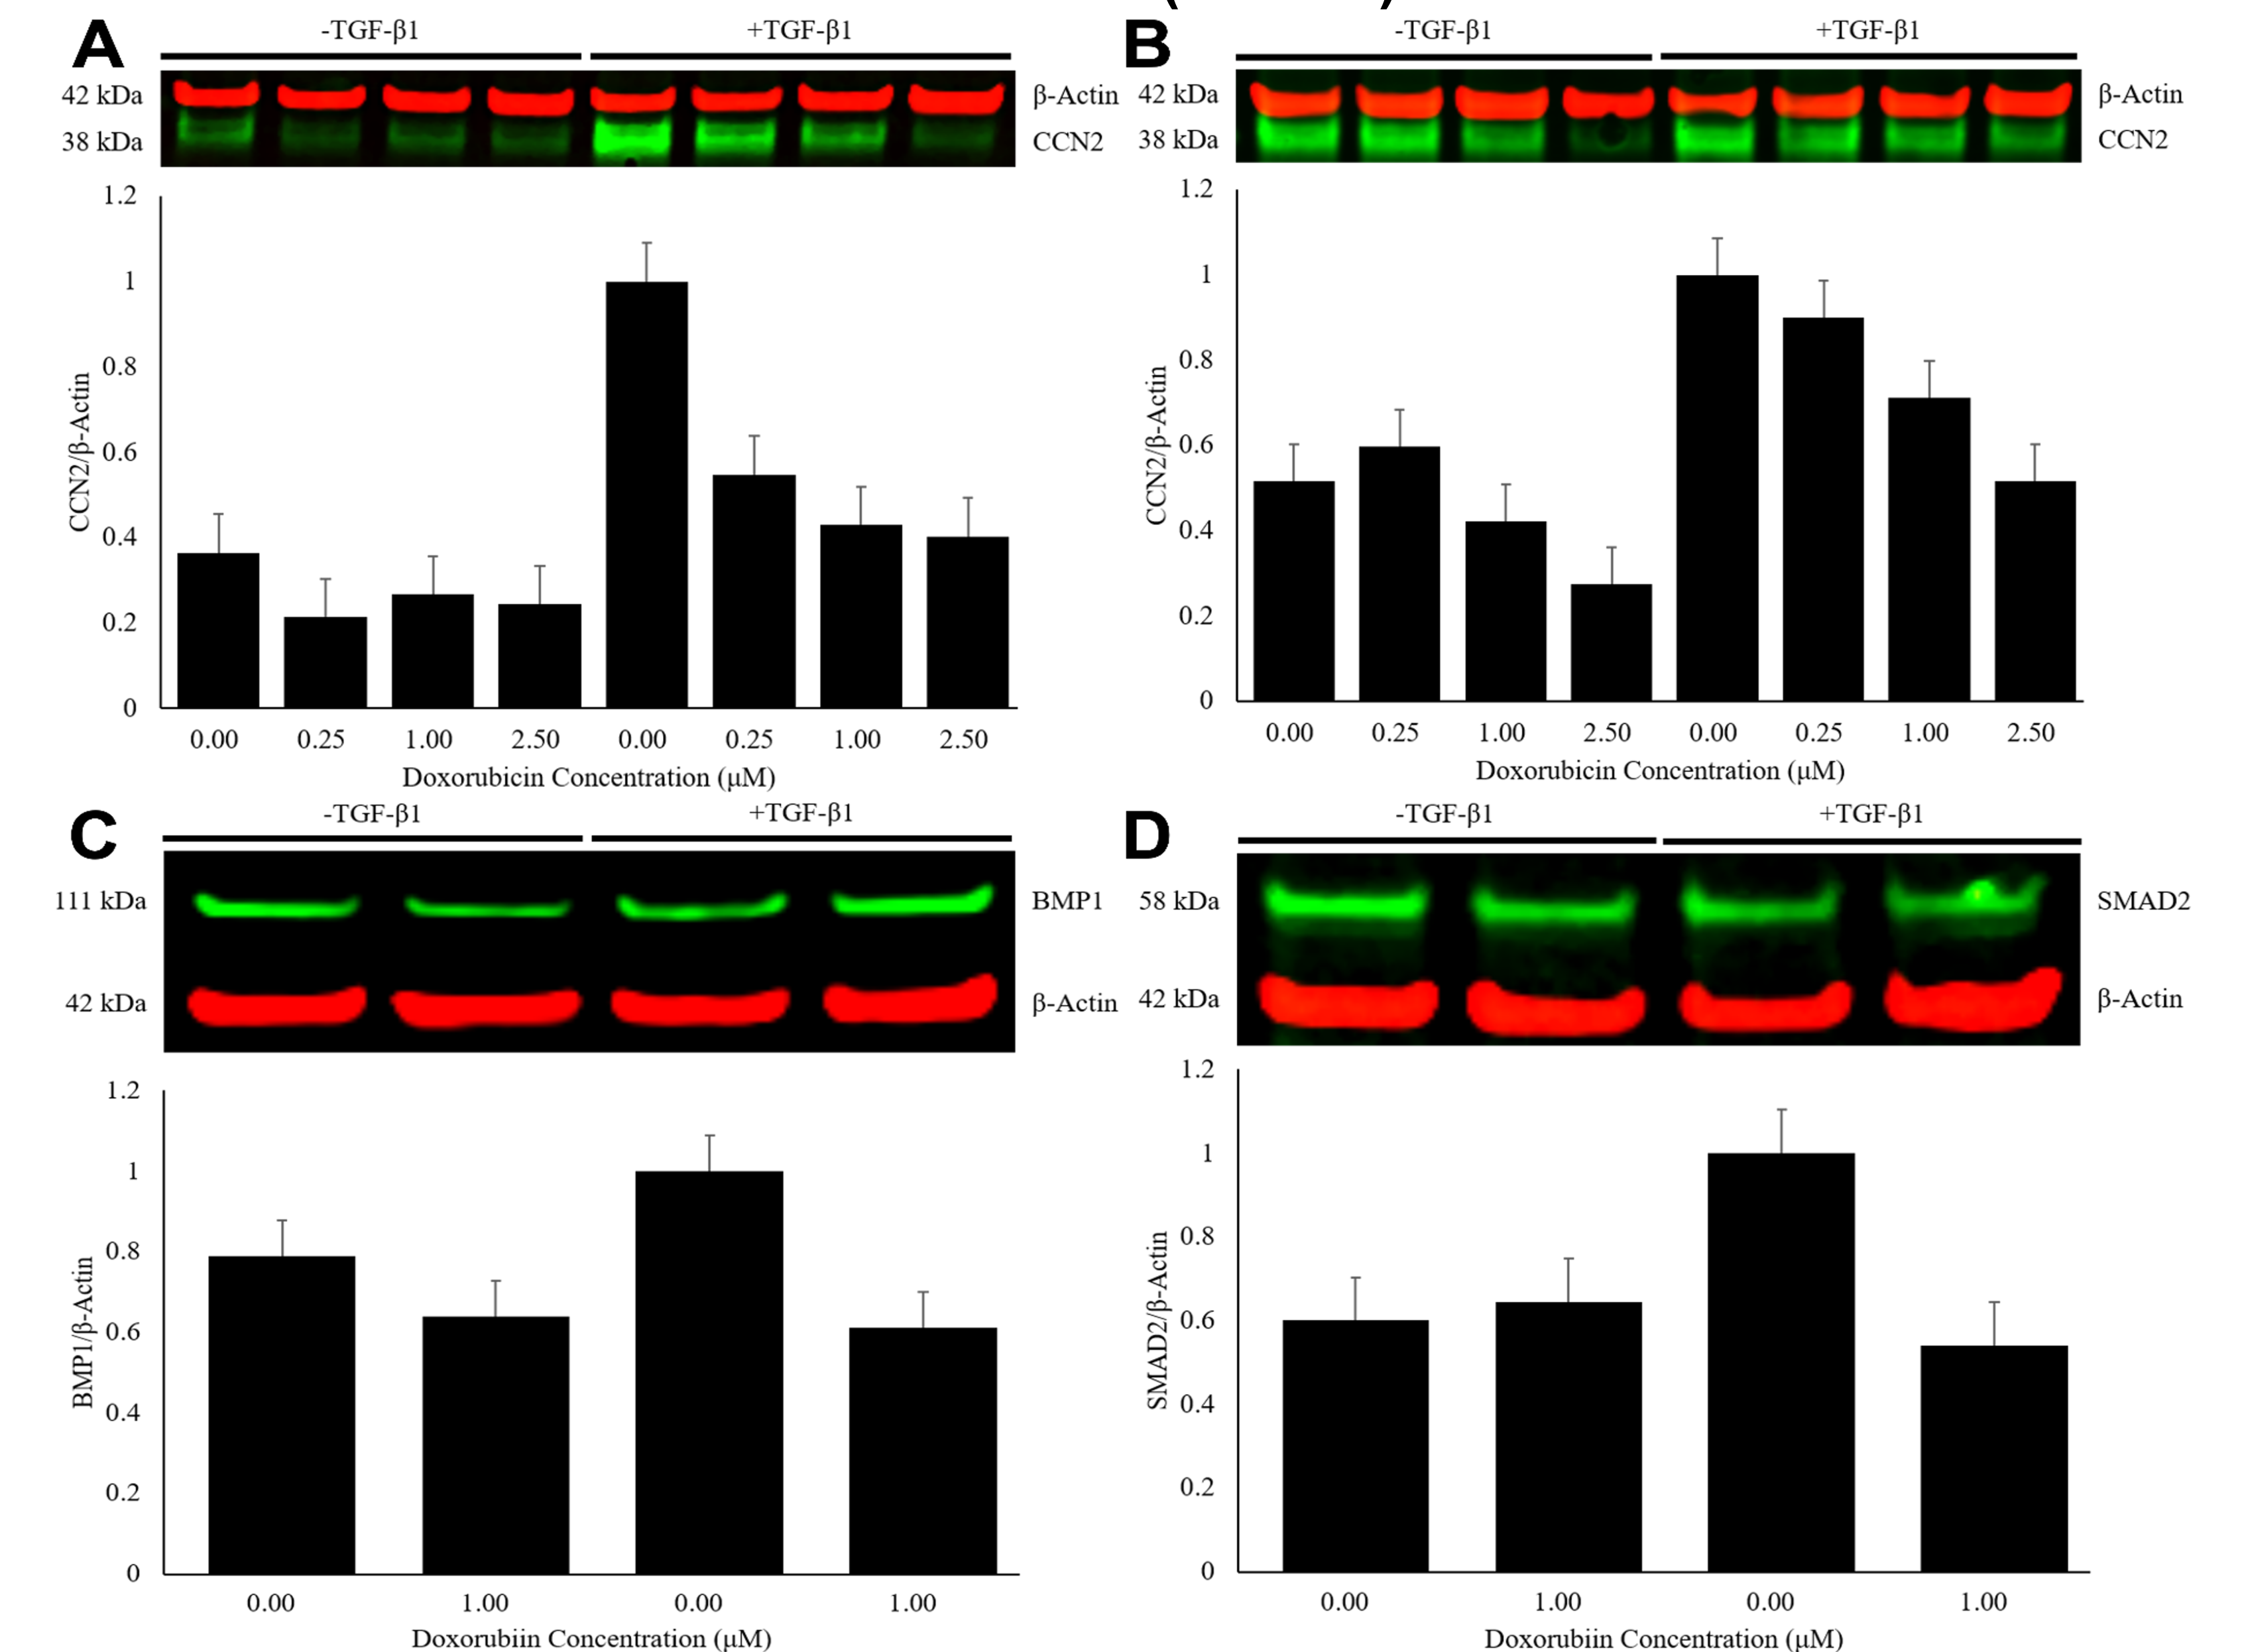 A
-TGF-β1 +TGF-β1
42 kDa β-Actin
38 kDa CCN2
1.2
1
0.8
0.6
0.4
0.2
0
CCN2/β-Actin
0.00 0.25 1.00 2.50 0.00 0.25 1.00 2.50
Doxorubicin Concentration (μM)
B
-TGF-β1 +TGF-β1
42 kDa β-Actin
38 kDa CCN2
1.2
1
0.8
0.6
0.4
0.2
0
CCN2/β-Actin
0.00 0.25 1.00 2.50 0.00 0.25 1.00 2.50
Doxorubicin Concentration (μM)
C
-TGF-β1 +TGF-β1
111 kDa BMP1
42 kDa β-Actin
1.2
1
0.8
0.6
0.4
0.2
0
BMP1/β-Actin
0.00 1.00 0.00 1.00
Doxorubiin Concentration (μM)
D
-TGF-β1 +TGF-β1
58 kDa SMAD2
42 kDa β-Actin
1.2
1
0.8
0.6
0.4
0.2
0
SMAD2/β-Actin
0.00 1.00 0.00 1.00
Doxorubiin Concentration (μM)